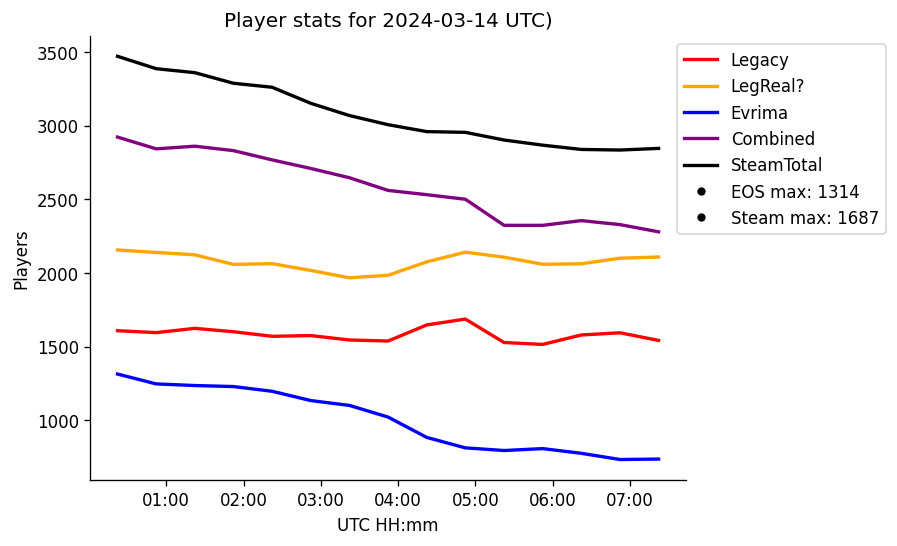 Player stats for 2024-03-14 UTC)
3500
3000
2500
2000
1500
1000
Players
01:00 02:00 03:00 04:00 05:00 06:00 07:00
UTC HH:mm
Legacy
LegReal?
Evrima
Combined
SteamTotal
EOS max: 1314
Steam max: 1687